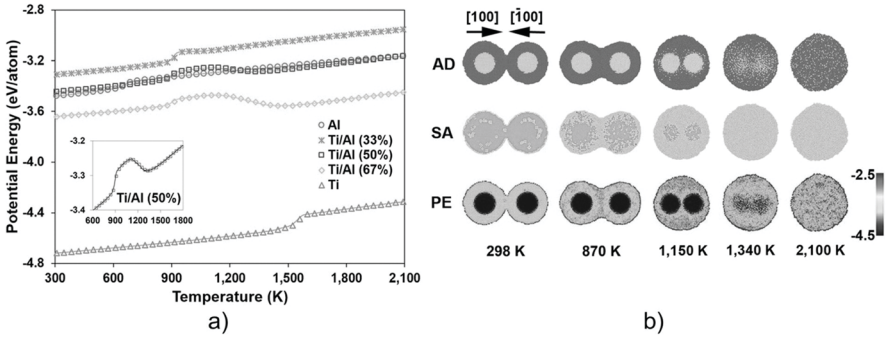 a)
b)
Potential Energy (eV/atom)
-2.8
-3.2
-3.6
-4.0
-4.4
-4.8
300
600
900
1,200
1,500
1,800
2,100
Temperature (K)
Al
Ti/Al (33%)
Ti/Al (50%)
Ti/Al (67%)
Ti
-3.2
-3.3
-3.4
600
900
1200
1500
1800
Ti/Al (50%)
[100]
[1̄00]
AD
SA
PE
-2.5
-4.5
298 K
870 K
1,150 K
1,340 K
2,100 K
a)
b)